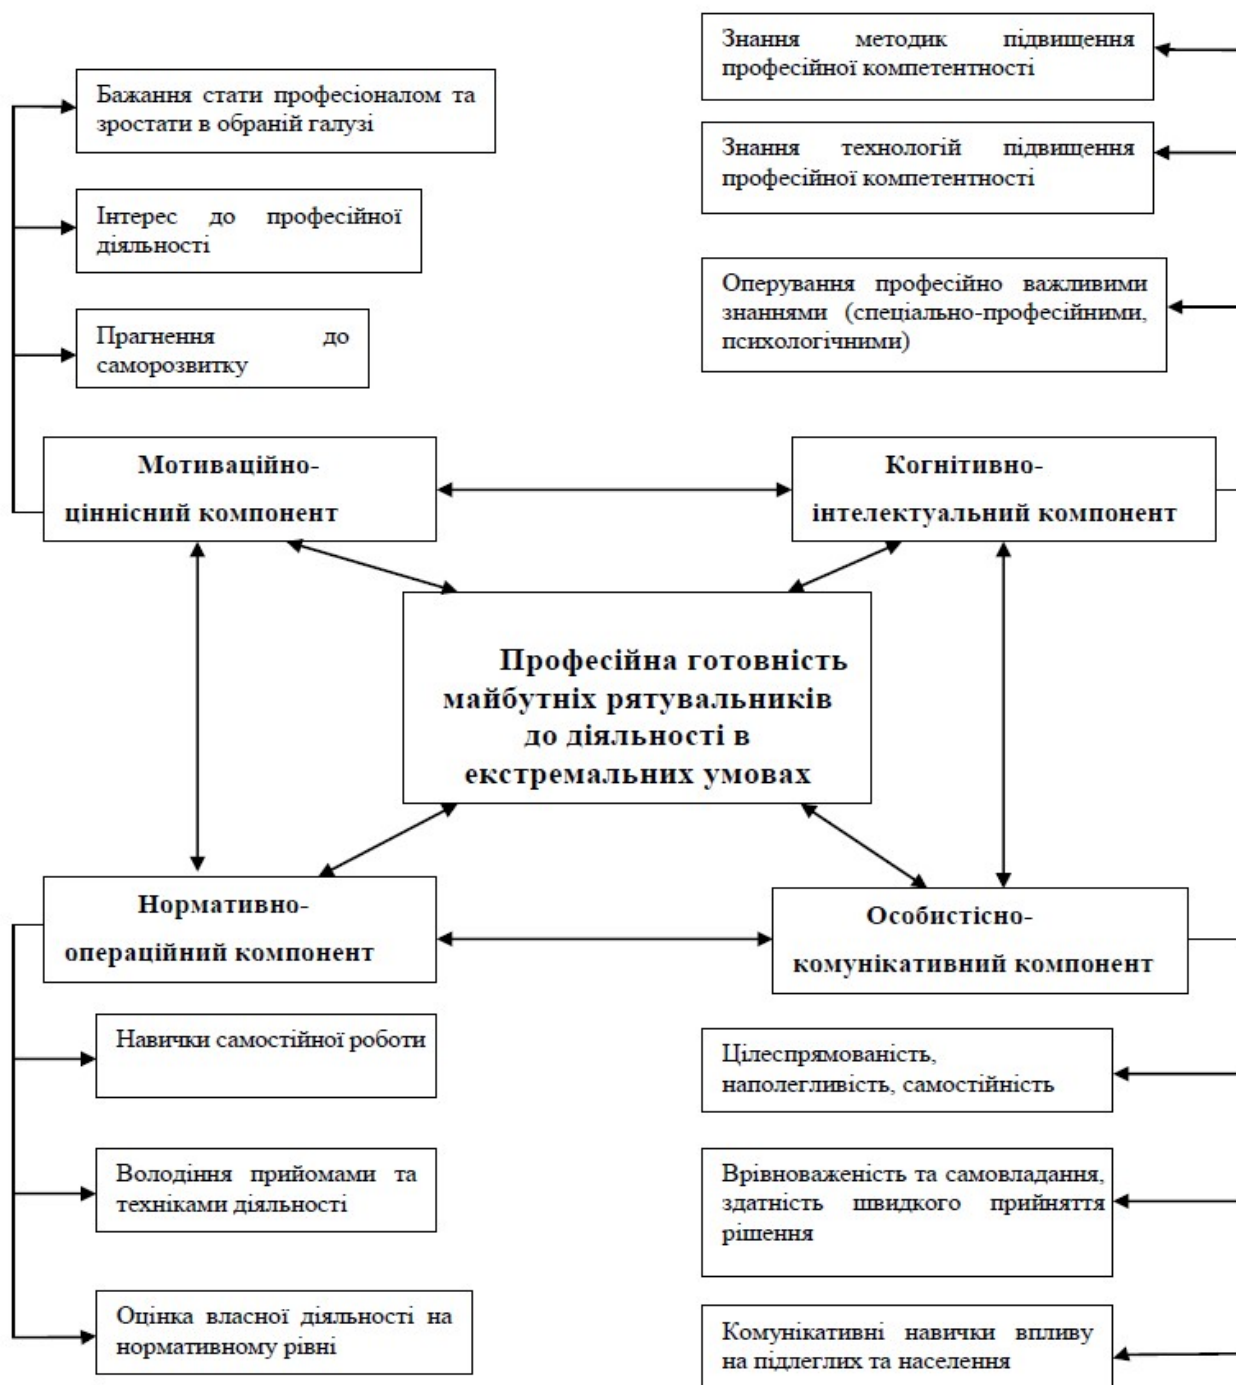 Знання методик підвищення
професійної компетентності
Бажання стати професіоналом та
зростати в обраній галузі
Знання технологій підвищення
професійної компетентності
Інтерес до професійної
діяльності
Оперування професійно важливими
знаннями (спеціально-професійними,
психологічними)
Прагнення до
саморозвитку
Мотиваційно-
ціннісний компонент
Когнітивно-
інтелектуальний компонент
Професійна готовність
майбутніх рятувальників
до діяльності в
екстремальних умовах
Нормативно-
операційний компонент
Особистісно-
комунікативний компонент
Навички самостійної роботи
Володіння прийомами та
техніками діяльності
Оцінка власної діяльності на
нормативному рівні
Цілеспрямованість,
наполегливість, самостійність
Врівноваженість та самовладання,
здатність швидкого прийняття
рішення
Комунікативні навички впливу
на підлеглих та населення